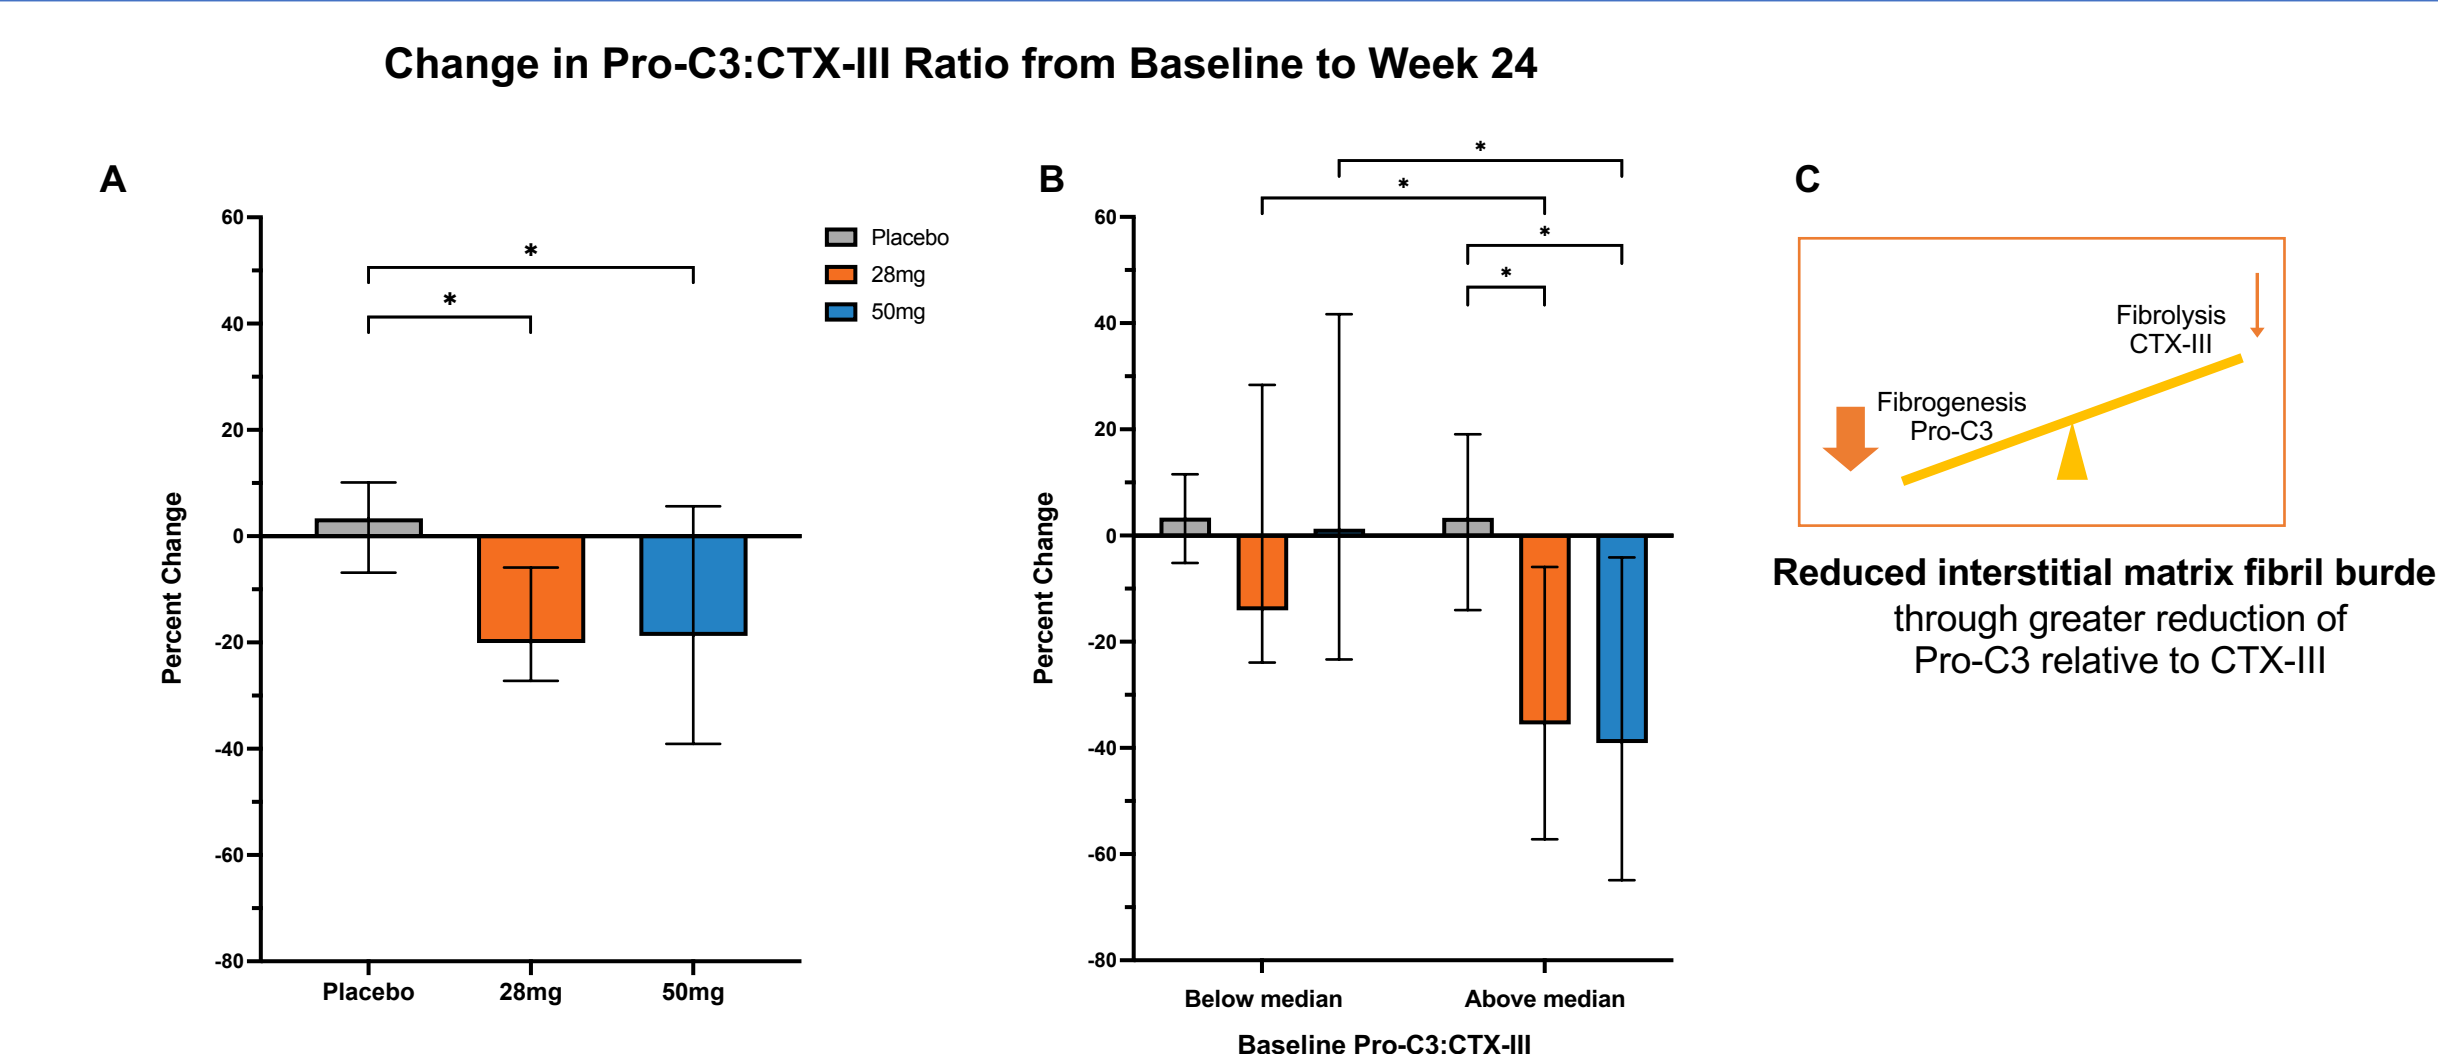 Change in Pro-C3:CTX-III Ratio from Baseline to Week 24
A
60
40
20
0
-20
-40
-60
-80
Percent Change
*
*
Placebo
28mg
50mg
Placebo
28mg
50mg
B
60
40
20
0
-20
-40
-60
-80
Percent Change
*
*
*
*
Below median
Above median
Baseline Pro-C3:CTX-III
C
Fibrolysis
CTX-III
Fibrogenesis
Pro-C3
Reduced interstitial matrix fibril burde
through greater reduction of
Pro-C3 relative to CTX-III